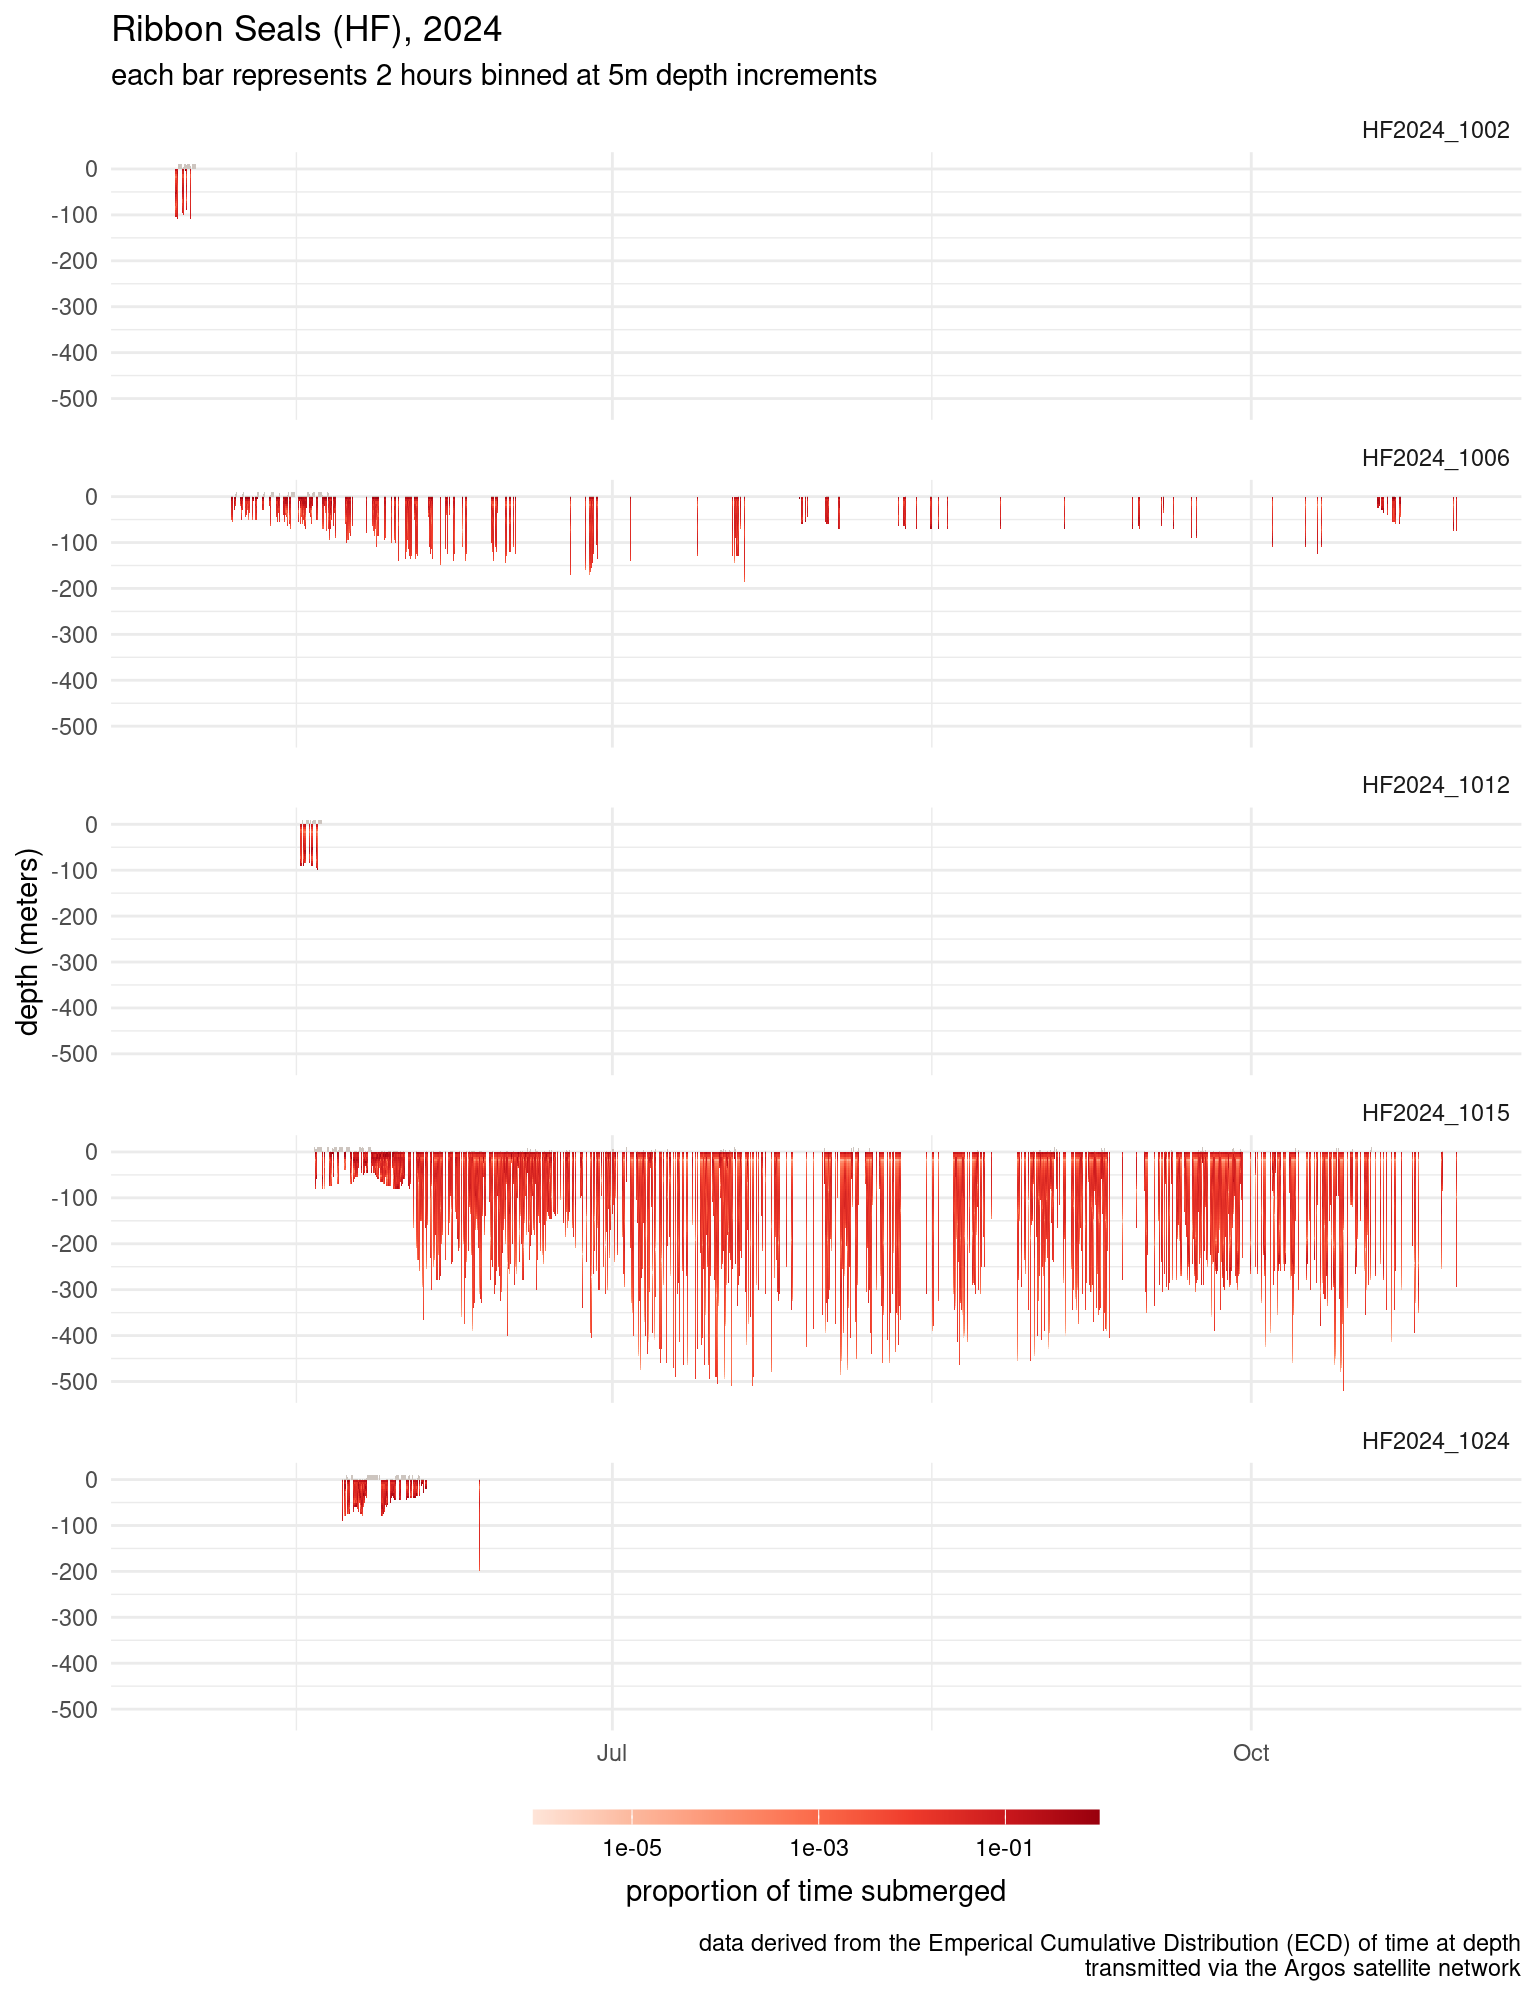 Ribbon Seals (HF), 2024
each bar represents 2 hours binned at 5m depth increments
HF2024_1002
0
-100
-200
-300
-400
-500
HF2024_1006
0
-100
-200
-300
-400
-500
HF2024_1012
0
-100
-200
-300
-400
-500
depth (meters)
HF2024_1015
0
-100
-200
-300
-400
-500
HF2024_1024
0
-100
-200
-300
-400
-500
Jul Oct
1e-05 1e-03 1e-01
proportion of time submerged
data derived from the Emperical Cumulative Distribution (ECD) of time at depth
transmitted via the Argos satellite network